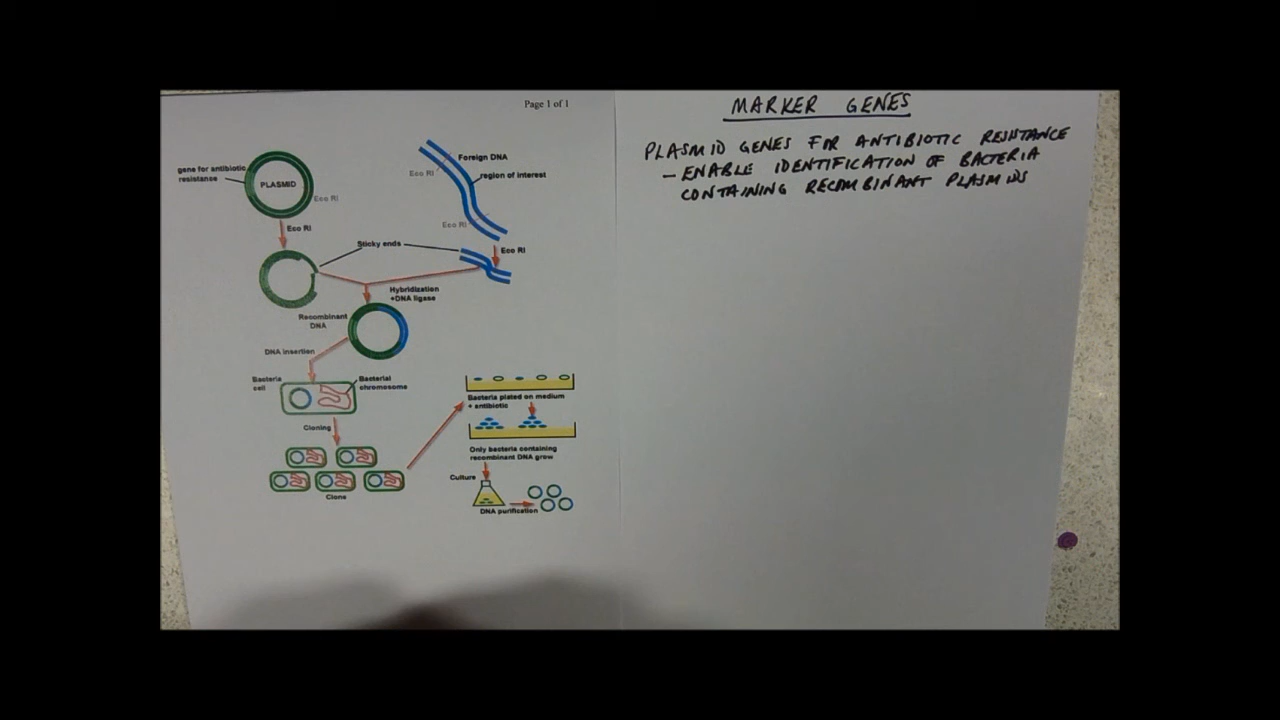 Page 1 of 1
gene for antibiotic
resistance
PLASMID
Eco RI
Eco RI
Foreign DNA
Eco RI
region of interest
Eco RI
Sticky ends
Eco RI
Hybridization
+DNA ligase
Recombinant
DNA
DNA insertion
Bacteria
cell
Bacterial
chromosome
Cloning
Clone
Bacteria plated on medium
+ antibiotic
Only bacteria containing
recombinant DNA grow
Culture
DNA purification
MARKER GENES
PLASMID GENES FOR ANTIBIOTIC RESISTANCE
- ENABLE IDENTIFICATION OF BACTERIA
CONTAINING RECOMBINANT PLASMIDS